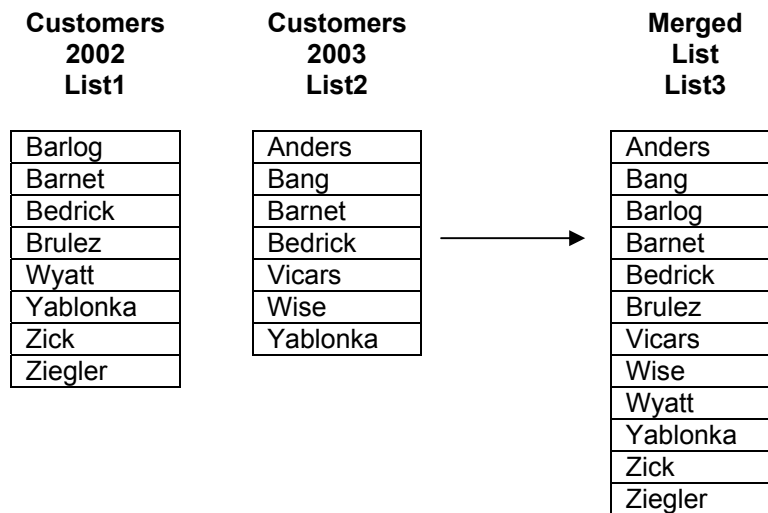 Customers
2002
List1
Barlog
Barnet
Bedrick
Brulez
Wyatt
Yablonka
Zick
Ziegler
Customers
2003
List2
Anders
Bang
Barnet
Bedrick
Vicars
Wise
Yablonka
Merged
List
List3
Anders
Bang
Barlog
Barnet
Bedrick
Brulez
Vicars
Wise
Wyatt
Yablonka
Zick
Ziegler